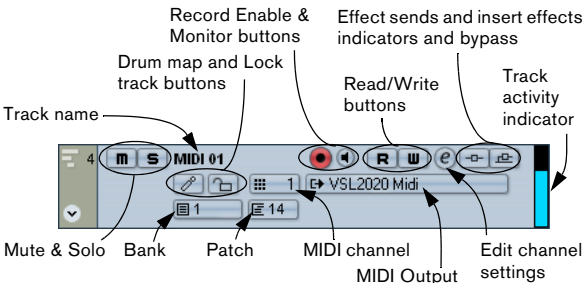 Record Enable &
Monitor buttons
Effect sends and insert effects
indicators and bypass
Drum map and Lock
track buttons
Read/Write
buttons
Track
activity
indicator
Track name
4 m S MIDI 01 R W e
1 VSL2020 Midi
1 14
Mute & Solo Bank Patch MIDI channel Edit channel
settings
MIDI Output